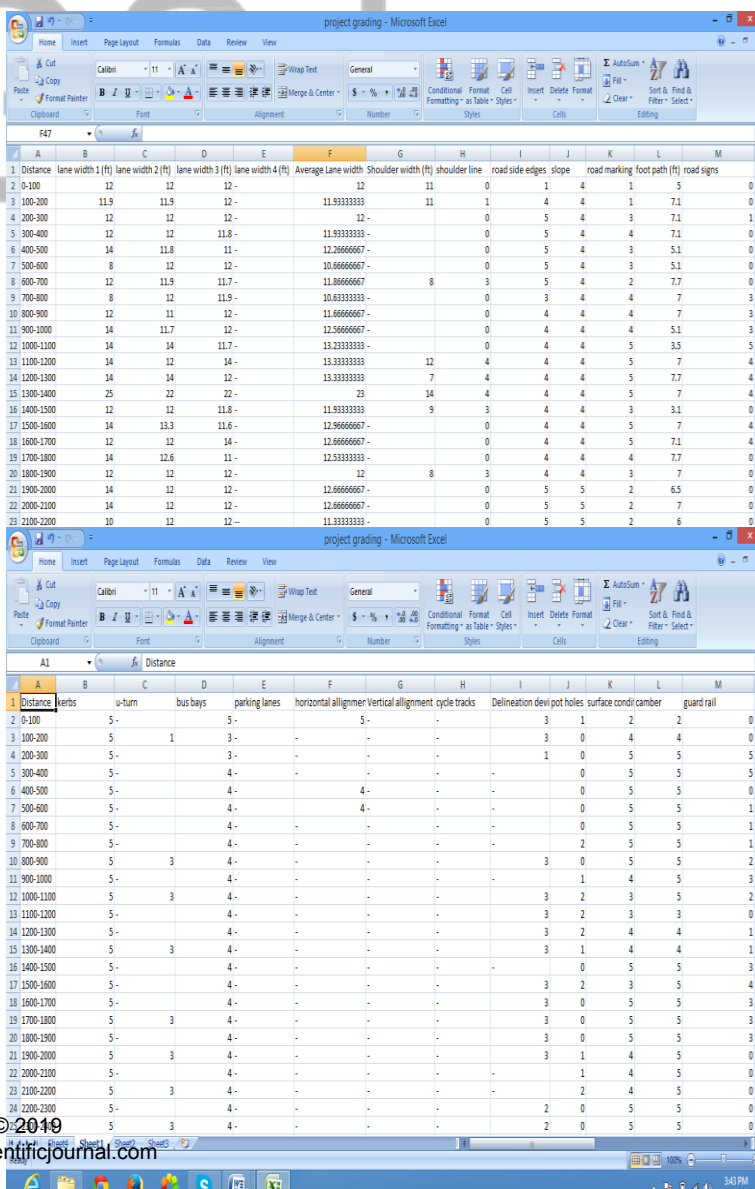 project grading - Microsoft Excel
Home Insert Page Layout Formulas Data Review View
Cut
Copy
Paste
Format Painter
Clipboard
Calibri 11
B I U
Font
Wrap Text
Merge & Center
Alignment
General
$ % ,
Number
Conditional Formatting Format as Table Cell Styles
Styles
Insert Delete Format
Cells
Σ AutoSum
Fill
Clear
Sort & Filter Find & Select
Editing
F47 fx
A B C D E F G H I J K L M
1 Distance lane width 1 (ft) lane width 2 (ft) lane width 3 (ft) lane width 4 (ft) Average Lane width Shoulder width (ft) shoulder line road side edges slope road marking foot path (ft) road signs
2 0-100 12 12 12 - 12 11 0 1 4 1 5 0
3 100-200 11.9 11.9 12 - 11.93333333 11 1 4 4 1 7.1 0
4 200-300 12 12 12 - 12 - 0 5 4 3 7.1 1
5 300-400 12 12 11.8 - 11.93333333 - 0 5 4 4 7.1 0
6 400-500 14 11.8 11 - 12.26666667 - 0 5 4 3 5.1 0
7 500-600 8 12 12 - 10.66666667 - 0 5 4 3 5.1 0
8 600-700 12 11.9 11.7 - 11.86666667 8 3 5 4 2 7.7 0
9 700-800 8 12 11.9 - 10.63333333 - 0 3 4 4 7 3
10 800-900 12 11 12 - 11.66666667 - 0 4 4 4 7 3
11 900-1000 14 11.7 12 - 12.56666667 - 0 4 4 4 5.1 3
12 1000-1100 14 14 11.7 - 13.23333333 - 0 4 4 5 3.5 5
13 1100-1200 14 12 14 - 13.33333333 12 4 4 4 5 7 4
14 1200-1300 14 14 12 - 13.33333333 7 4 4 4 5 7.7 4
15 1300-1400 25 22 22 - 23 14 4 4 4 5 7 4
16 1400-1500 12 12 11.8 - 11.93333333 9 3 4 4 3 3.1 0
17 1500-1600 14 13.3 11.6 - 12.96666667 - 0 4 4 5 7 4
18 1600-1700 12 12 14 - 12.66666667 - 0 4 4 5 7.1 4
19 1700-1800 14 12.6 11 - 12.53333333 - 0 4 4 4 7.7 0
20 1800-1900 12 12 12 - 12 8 3 4 4 3 7 0
21 1900-2000 14 12 12 - 12.66666667 - 0 5 5 2 6.5 0
22 2000-2100 14 12 12 - 12.66666667 - 0 5 5 2 7 0
23 2100-2200 10 12 12 -- 11.33333333 - 0 5 5 2 6 0
project grading - Microsoft Excel
Home Insert Page Layout Formulas Data Review View
Cut
Copy
Paste
Format Painter
Clipboard
Calibri 11
B I U
Font
Wrap Text
Merge & Center
Alignment
General
$ % ,
Number
Conditional Formatting Format as Table Cell Styles
Styles
Insert Delete Format
Cells
Σ AutoSum
Fill
Clear
Sort & Filter Find & Select
Editing
A1 fx Distance
A B C D E F G H I J K L M
1 Distance kerbs u-turn bus bays parking lanes horizontal allignmer Vertical allignment cycle tracks Delineation devi pot holes surface condi camber guard rail
2 0-100 5 - 5 - 5 - - 3 1 2 2 0
3 100-200 5 1 3 - - - - 3 0 4 4 0
4 200-300 5 - 3 - - - - 1 0 5 5 5
5 300-400 5 - 4 - - - - - 0 5 5 5
6 400-500 5 - 4 - 4 - - - 0 5 5 0
7 500-600 5 - 4 - 4 - - - 0 5 5 1
8 600-700 5 - 4 - - - - - 0 5 5 1
9 700-800 5 - 4 - - - - - 2 5 5 1
10 800-900 5 3 4 - - - - 3 0 5 5 2
11 900-1000 5 - 4 - - - - - 1 4 5 3
12 1000-1100 5 3 4 - - - - 3 2 3 5 2
13 1100-1200 5 - 4 - - - - 3 2 3 3 0
14 1200-1300 5 - 4 - - - - 3 2 4 4 1
15 1300-1400 5 3 4 - - - - 3 1 4 4 1
16 1400-1500 5 - 4 - - - - - 0 5 5 3
17 1500-1600 5 - 4 - - - - 3 2 3 5 4
18 1600-1700 5 - 4 - - - - 3 0 5 5 3
19 1700-1800 5 3 4 - - - - 3 0 5 5 3
20 1800-1900 5 - 4 - - - - 3 0 5 5 3
21 1900-2000 5 3 4 - - - - 3 1 4 5 0
22 2000-2100 5 - 4 - - - - - 1 4 5 0
23 2100-2200 5 3 4 - - - - - 2 4 5 0
24 2200-2300 5 - 4 - - - - 2 0 5 5 0
5 3 4 - - - - 2 0 5 5 0
© 2019
Sheet4 Sheet1 Sheet2 Sheet3
entificjournal.com
100%
3:43 PM